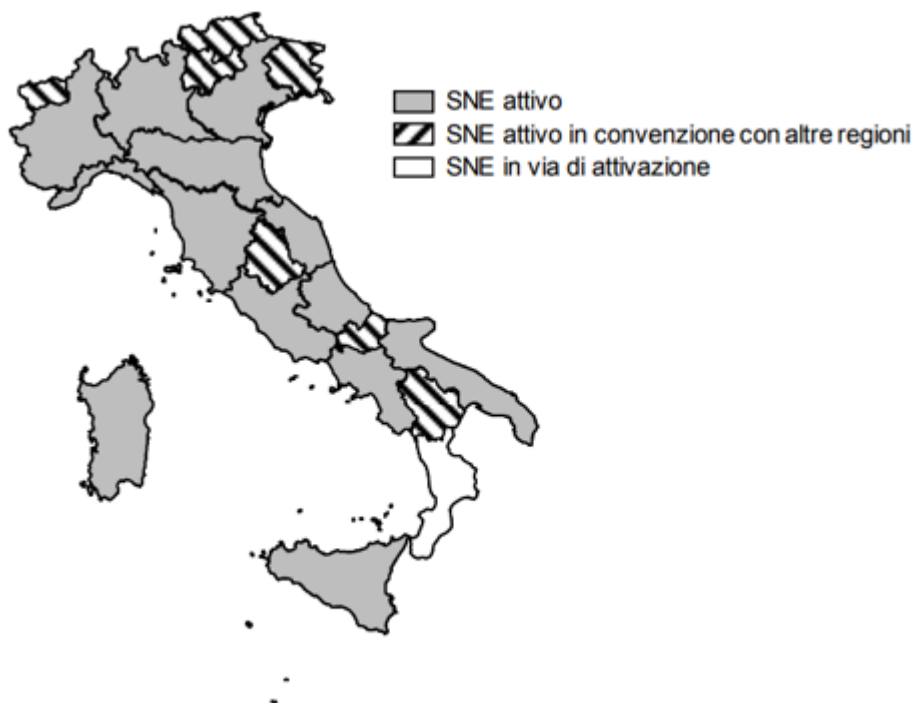 SNE attivo
SNE attivo in convenzione con altre regioni
SNE in via di attivazione